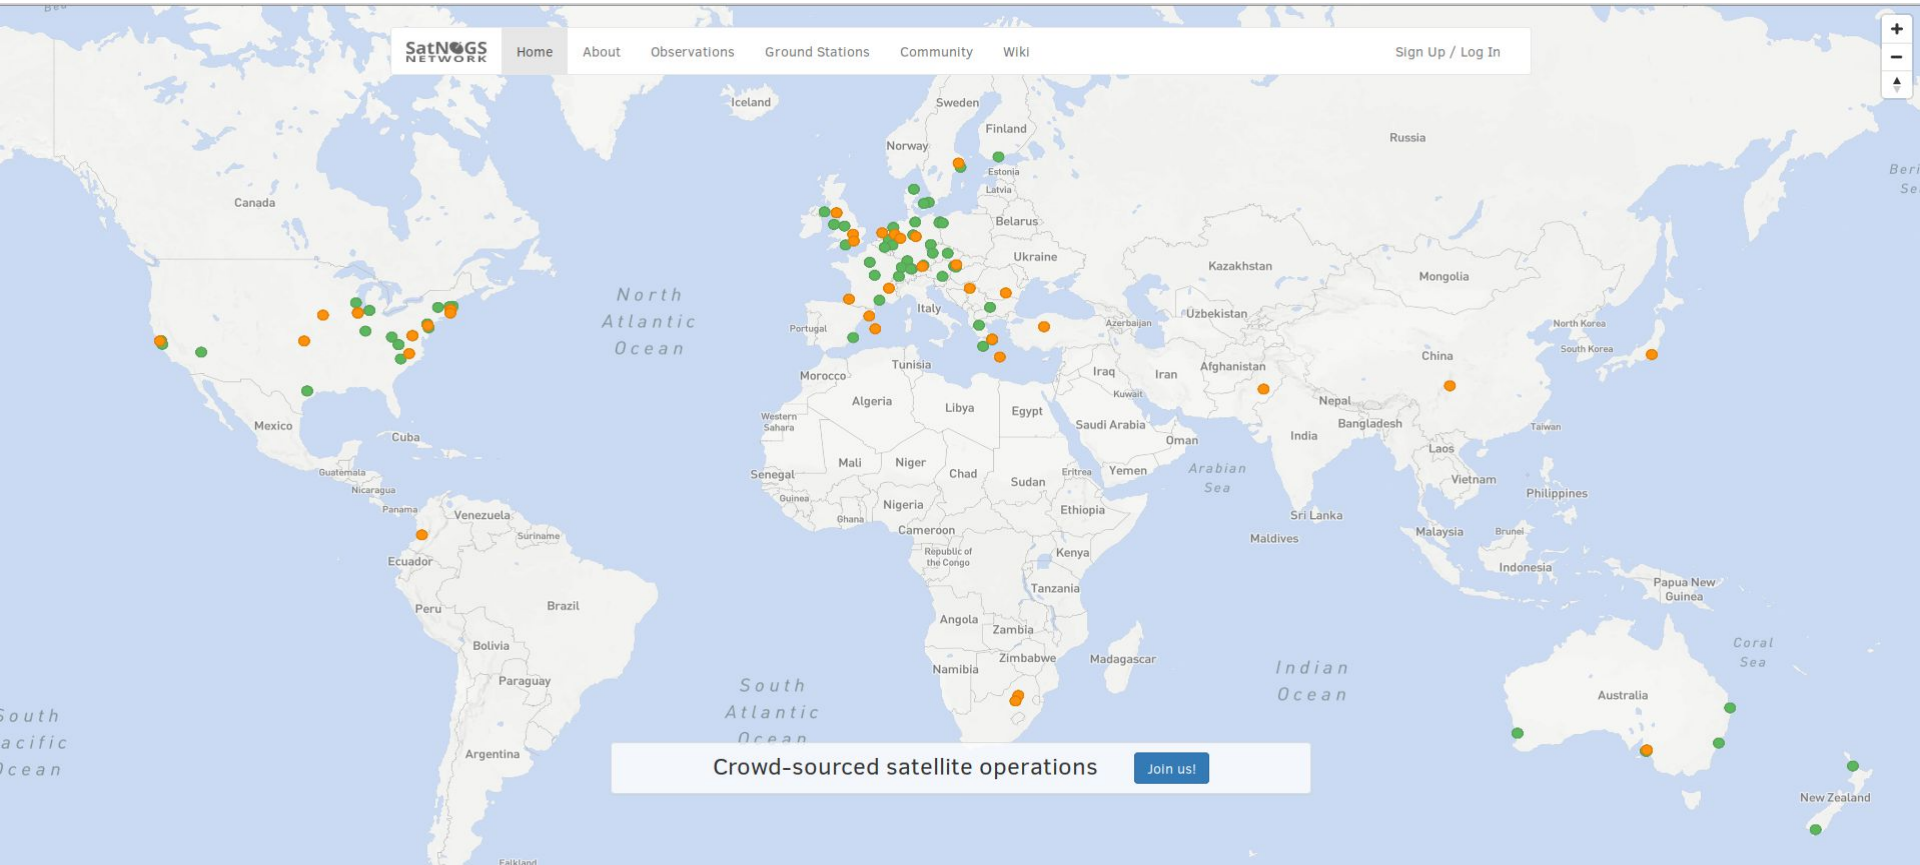 SatNOGS
NETWORK
Home
About
Observations
Ground Stations
Community
Wiki
Sign Up / Log In
Iceland
Sweden
Finland
Norway
Russia
Estonia
Latvia
Canada
Belarus
Ukraine
Kazakhstan
Mongolia
North
Atlantic
Ocean
Italy
Portugal
Azerbaijan
Uzbekistan
North Korea
South Korea
China
Tunisia
Morocco
Iraq
Iran
Afghanistan
Kuwait
Nepal
Algeria
Libya
Egypt
Western
Sahara
Saudi Arabia
Bangladesh
Taiwan
Mexico
Cuba
Oman
India
Laos
Guatemala
Mali
Niger
Chad
Sudan
Eritrea
Yemen
Arabian
Sea
Vietnam
Philippines
Nicaragua
Senegal
Guinea
Panama
Venezuela
Nigeria
Ethiopia
Ghana
Sri Lanka
Suriname
Cameroon
Maldives
Malaysia
Brunei
Ecuador
Republic of
the Congo
Kenya
Indonesia
Papua New
Guinea
Tanzania
Peru
Brazil
Angola
Zambia
Bolivia
Coral
Sea
Namibia
Zimbabwe
Madagascar
Indian
Ocean
Paraguay
South
Atlantic
Ocean
Australia
South
acific
cean
Argentina
Crowd-sourced satellite operations
Join us!
New Zealand
Falkland